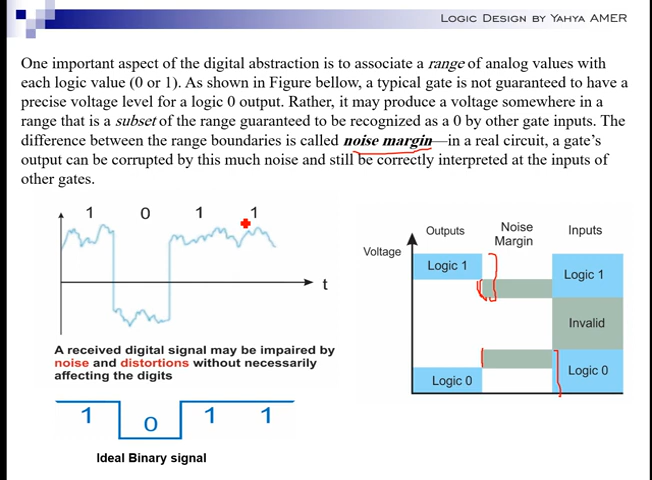 LOGIC DESIGN BY YAHYA AMER
One important aspect of the digital abstraction is to associate a range of analog values with
each logic value (0 or 1). As shown in Figure bellow, a typical gate is not guaranteed to have a
precise voltage level for a logic 0 output. Rather, it may produce a voltage somewhere in a
range that is a subset of the range guaranteed to be recognized as a 0 by other gate inputs. The
difference between the range boundaries is called noise margin—in a real circuit, a gate's
output can be corrupted by this much noise and still be correctly interpreted at the inputs of
other gates.
1 0 1 1
t
A received digital signal may be impaired by
noise and distortions without necessarily
affecting the digits
1 0 1 1
Ideal Binary signal
Outputs
Noise
Margin
Inputs
Voltage
Logic 1
Logic 1
Invalid
Logic 0
Logic 0